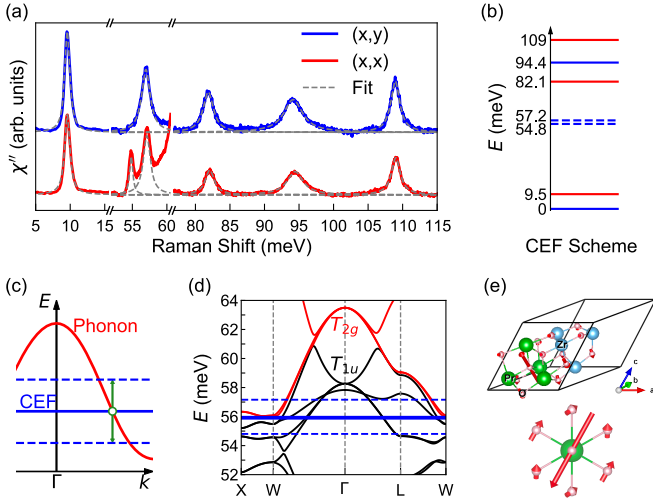 (a)
χ'' (arb. units)
(x,y)
(x,x)
Fit
5 10 15 55 60 80 85 90 95 100 105 110 115
Raman Shift (meV)
(b)
E (meV)
109
94.4
82.1
57.2
54.8
9.5
0
CEF Scheme
(c)
E
Phonon
CEF
Γ
k
(d)
E (meV)
64
62
60
58
56
54
52
T2g
T1u
X W Γ L W
(e)
Zr
Pr
O
c
b
a